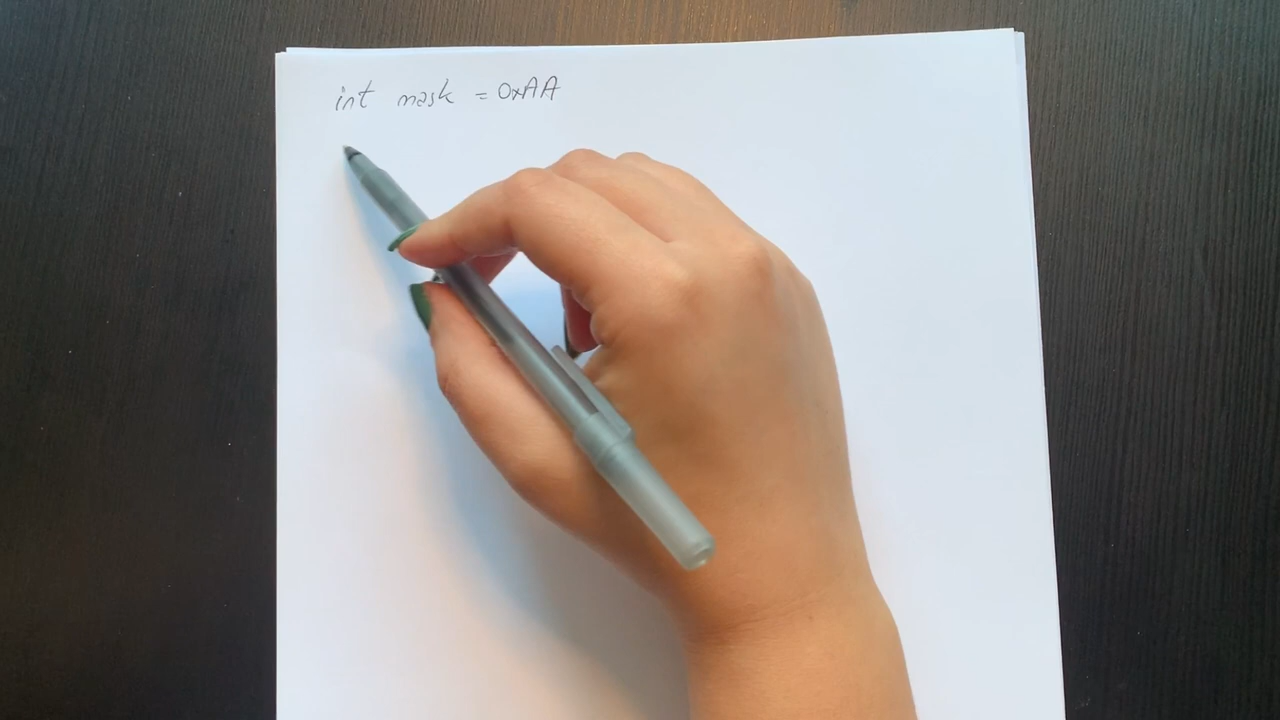 int mask = 0xAA